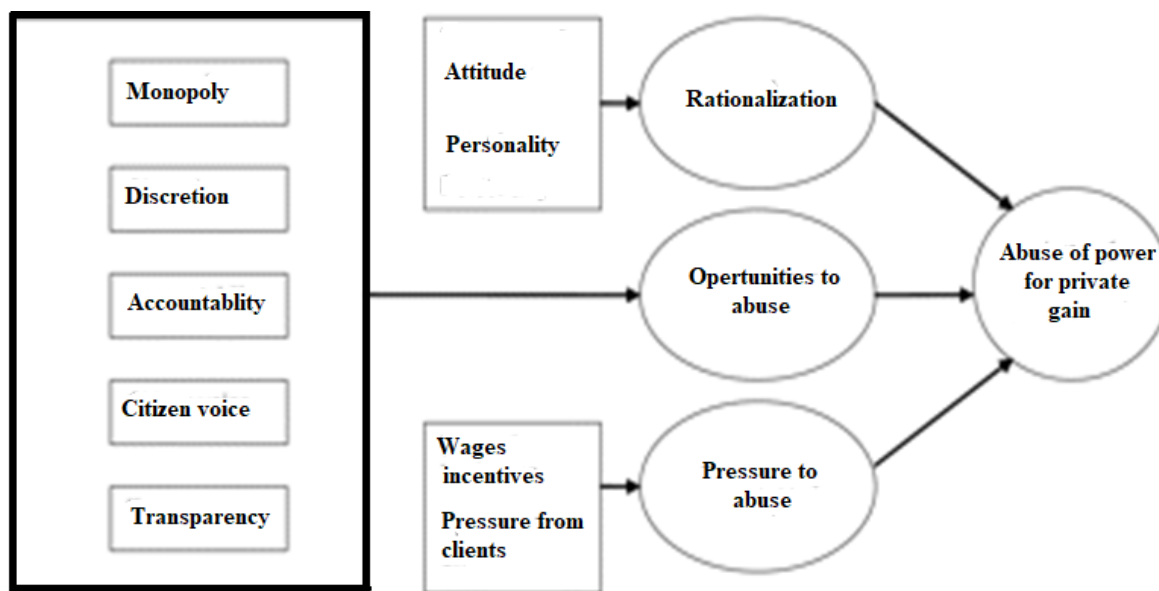 Monopoly
Discretion
Accountablity
Citizen voice
Transparency
Attitude
Personality
Rationalization
Opertunities to
abuse
Wages
incentives
Pressure from
clients
Pressure to
abuse
Abuse of power
for private
gain